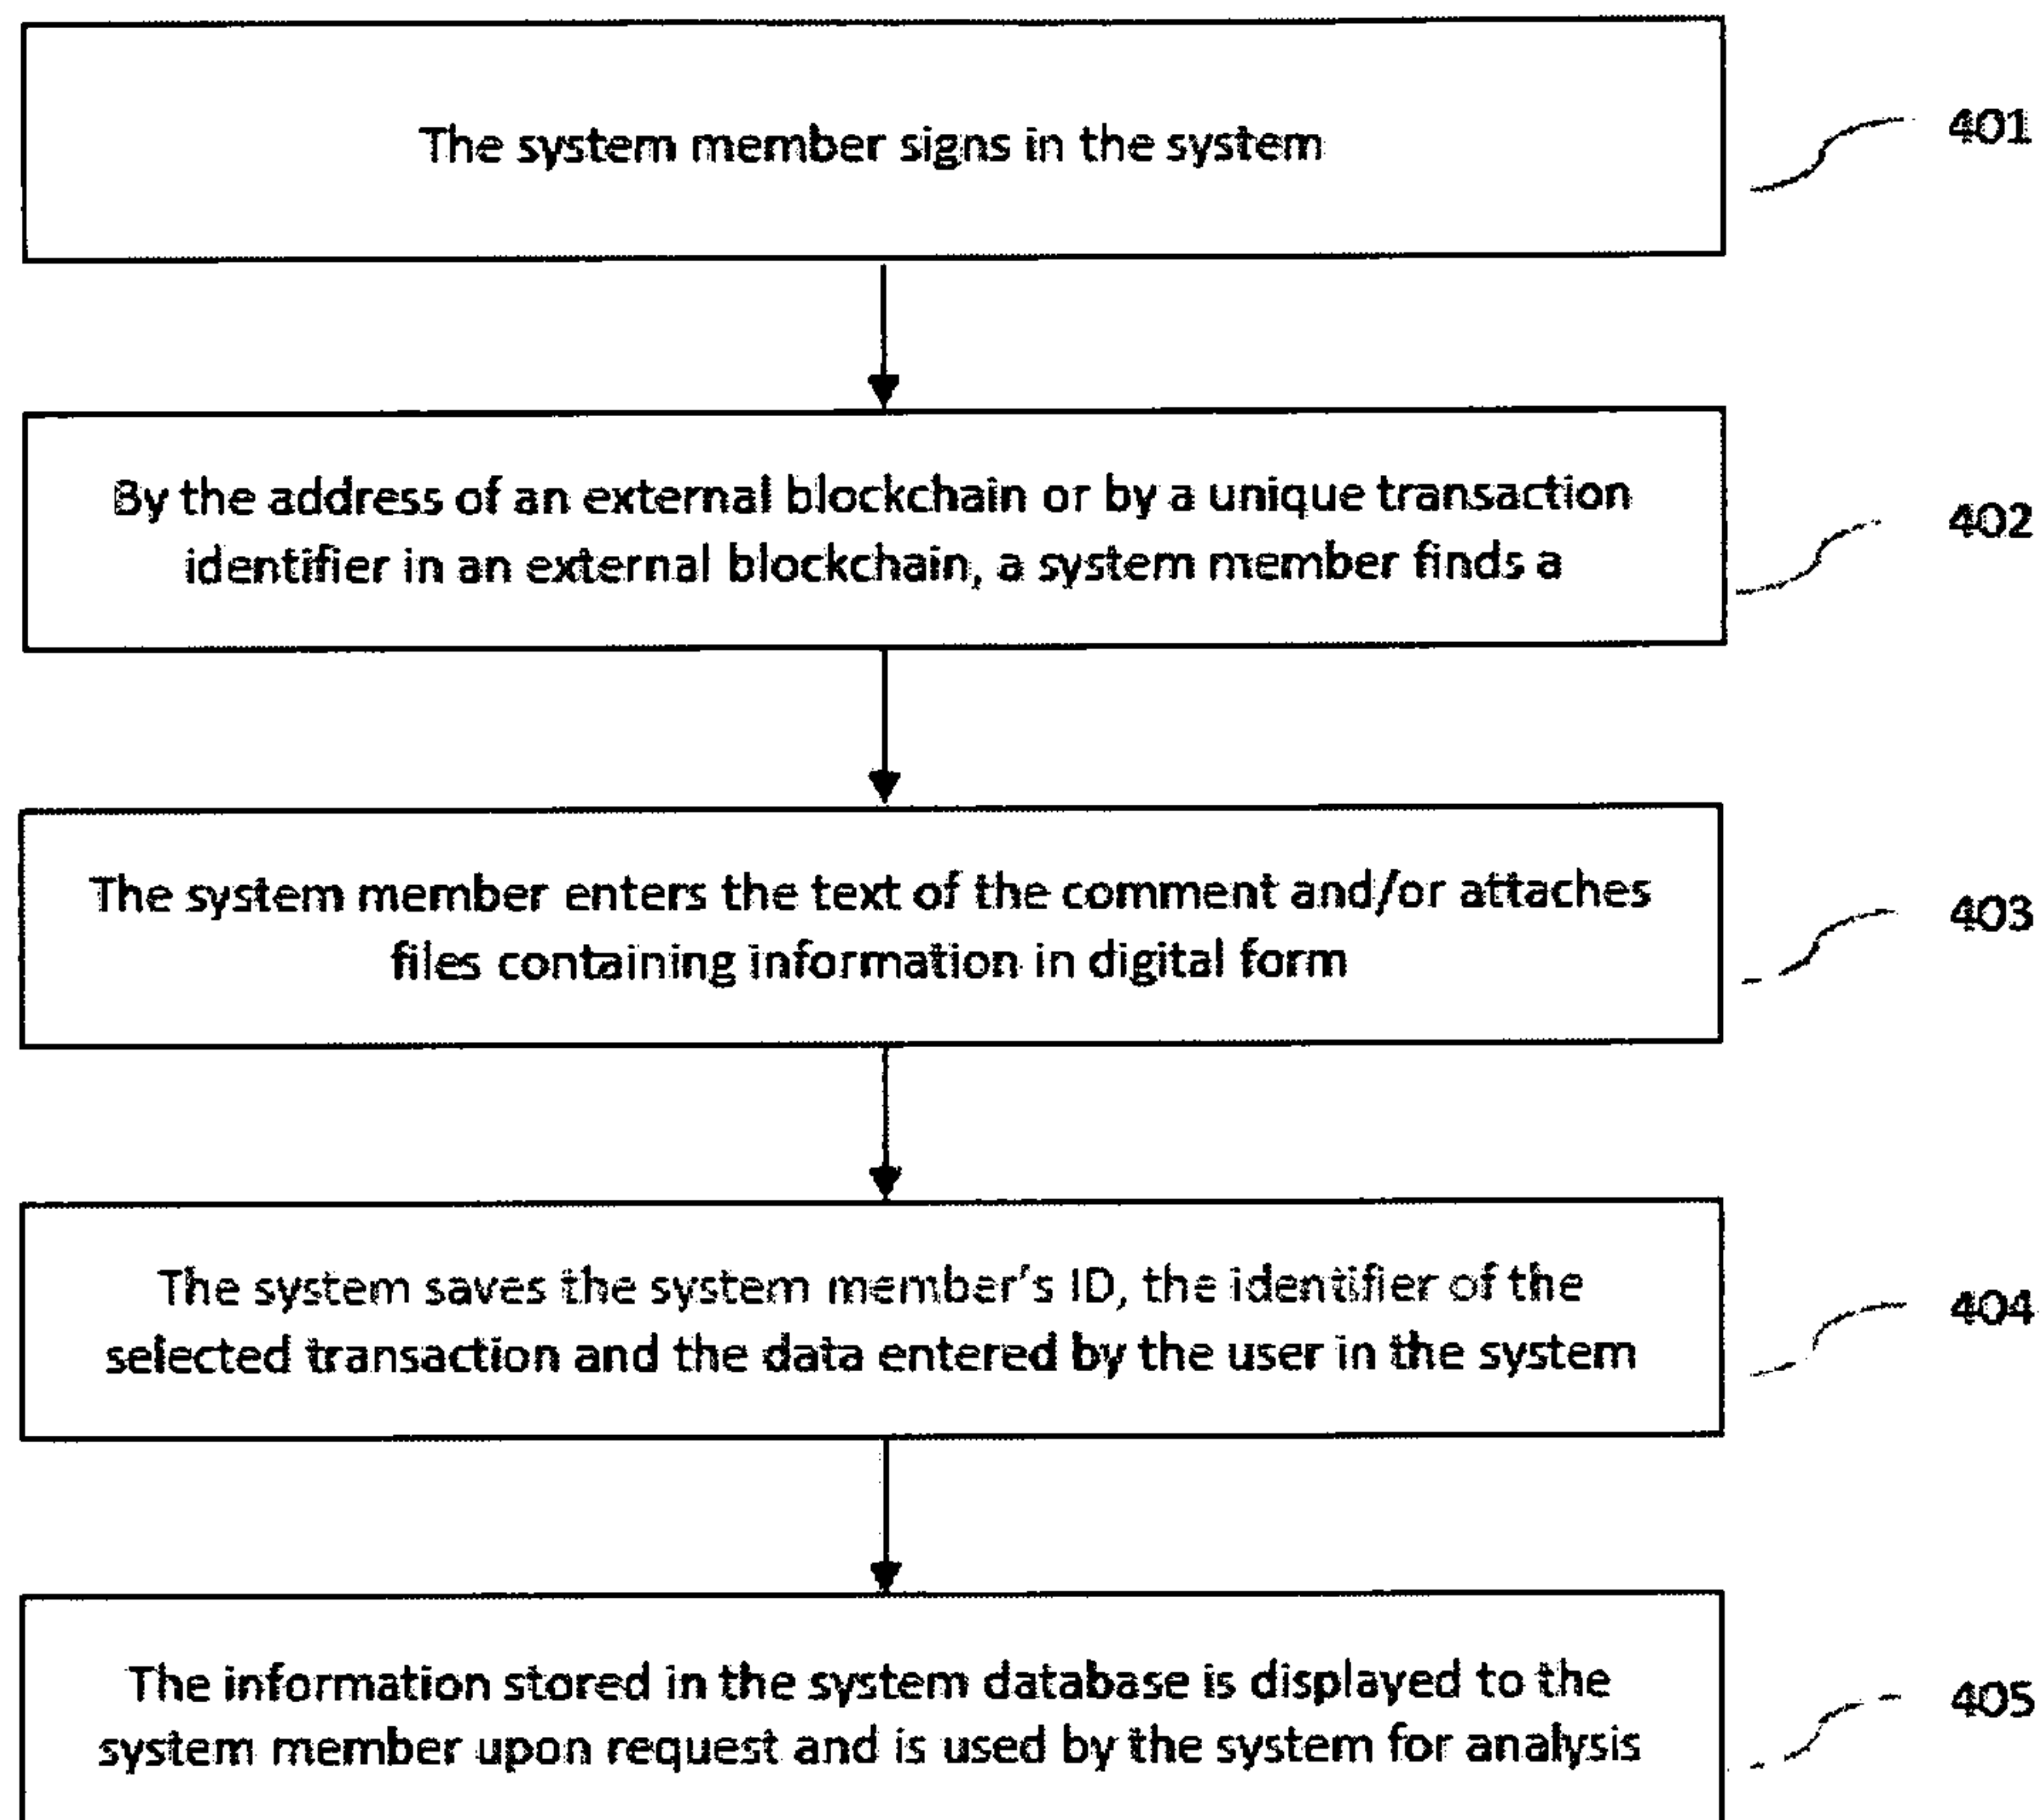 The system member signs in the system
401
By the address of an external blockchain or by a unique transaction
identifier in an external blockchain, a system member finds a
402
The system member enters the text of the comment and/or attaches
files containing information in digital form
403
The system saves the system member's ID, the identifier of the
selected transaction and the data entered by the user in the system
404
The information stored in the system database is displayed to the
system member upon request and is used by the system for analysis
405